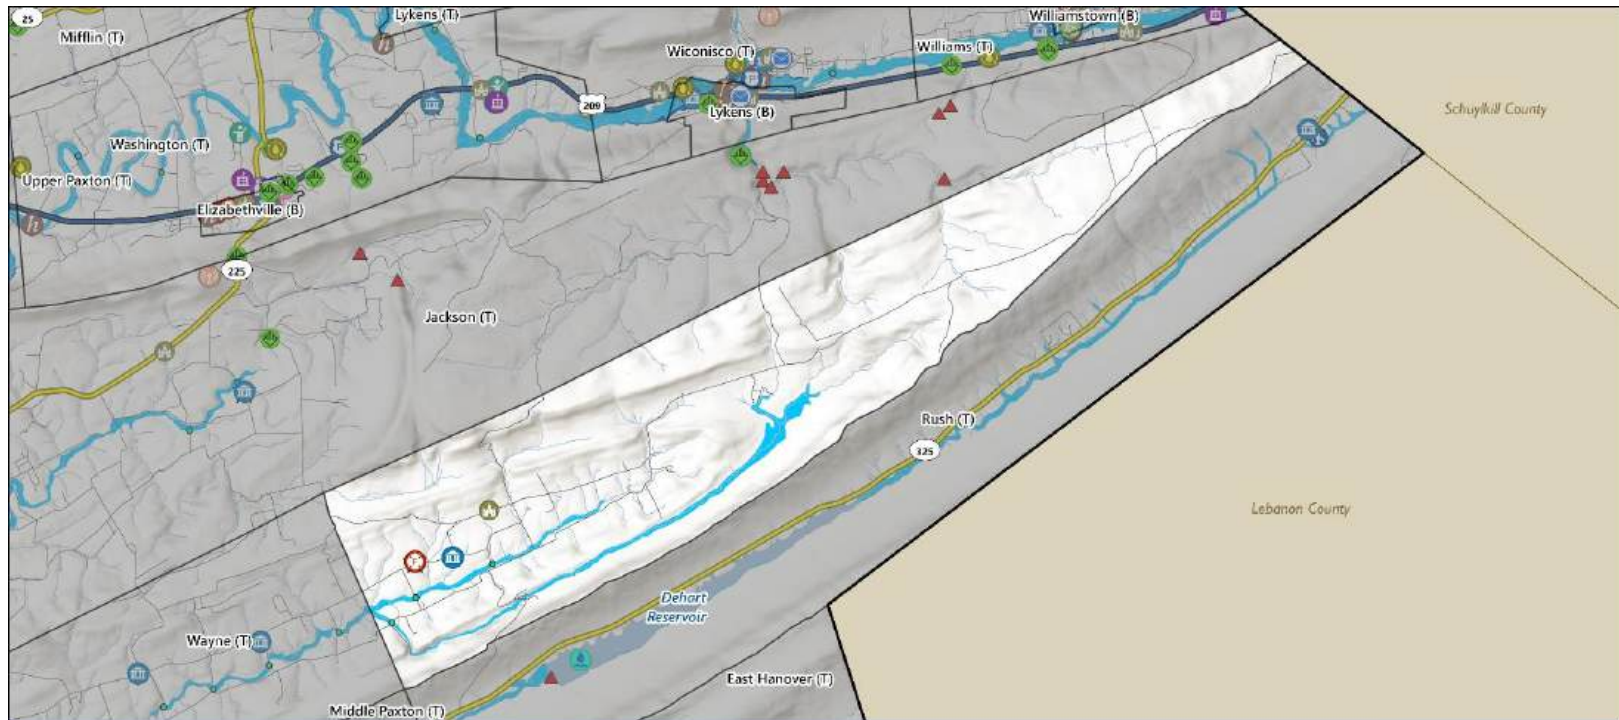 25
Mifflin (T)
Lykens (T)
Williamstown (B)
Wiconisco (T)
Williams (T)
209
Lykens (B)
Schuylkill County
Washington (T)
Upper Paxton (T)
Elizabethville (B)
225
Jackson (T)
Rush (T)
325
Lebanon County
Dehart
Reservoir
Wayne (T)
East Hanover (T)
Middle Paxton (T)